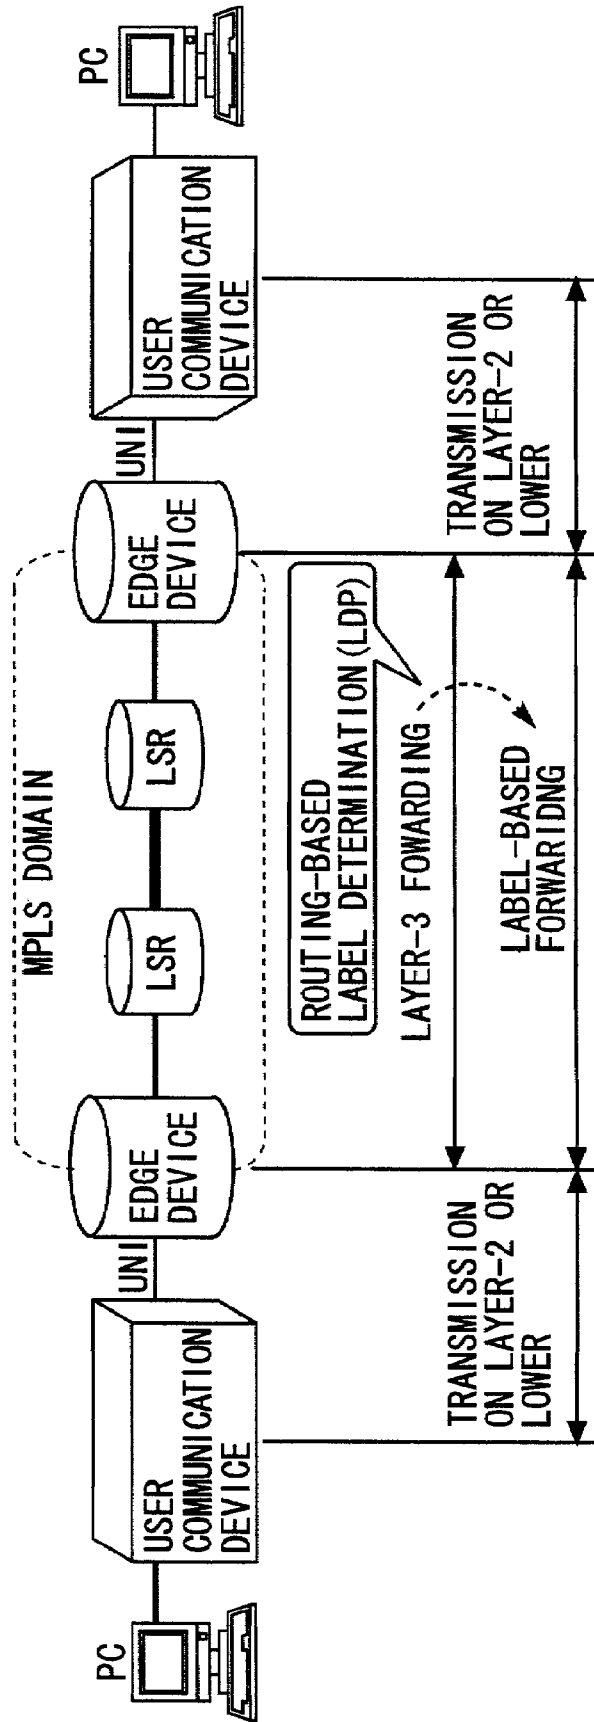 MPLS DOMAIN
PC
USER
COMMUNICATION
DEVICE
UNI
EDGE
DEVICE
LSR
LSR
EDGE
DEVICE
UNI
USER
COMMUNICATION
DEVICE
PC
ROUTING-BASED
LABEL DETERMINATION(LDP)
LAYER-3 FOWARDING
TRANSMISSION
ON LAYER-2 OR
LOWER
LABEL-BASED
FORWARIDNG
TRANSMISSION
ON LAYER-2 OR
LOWER